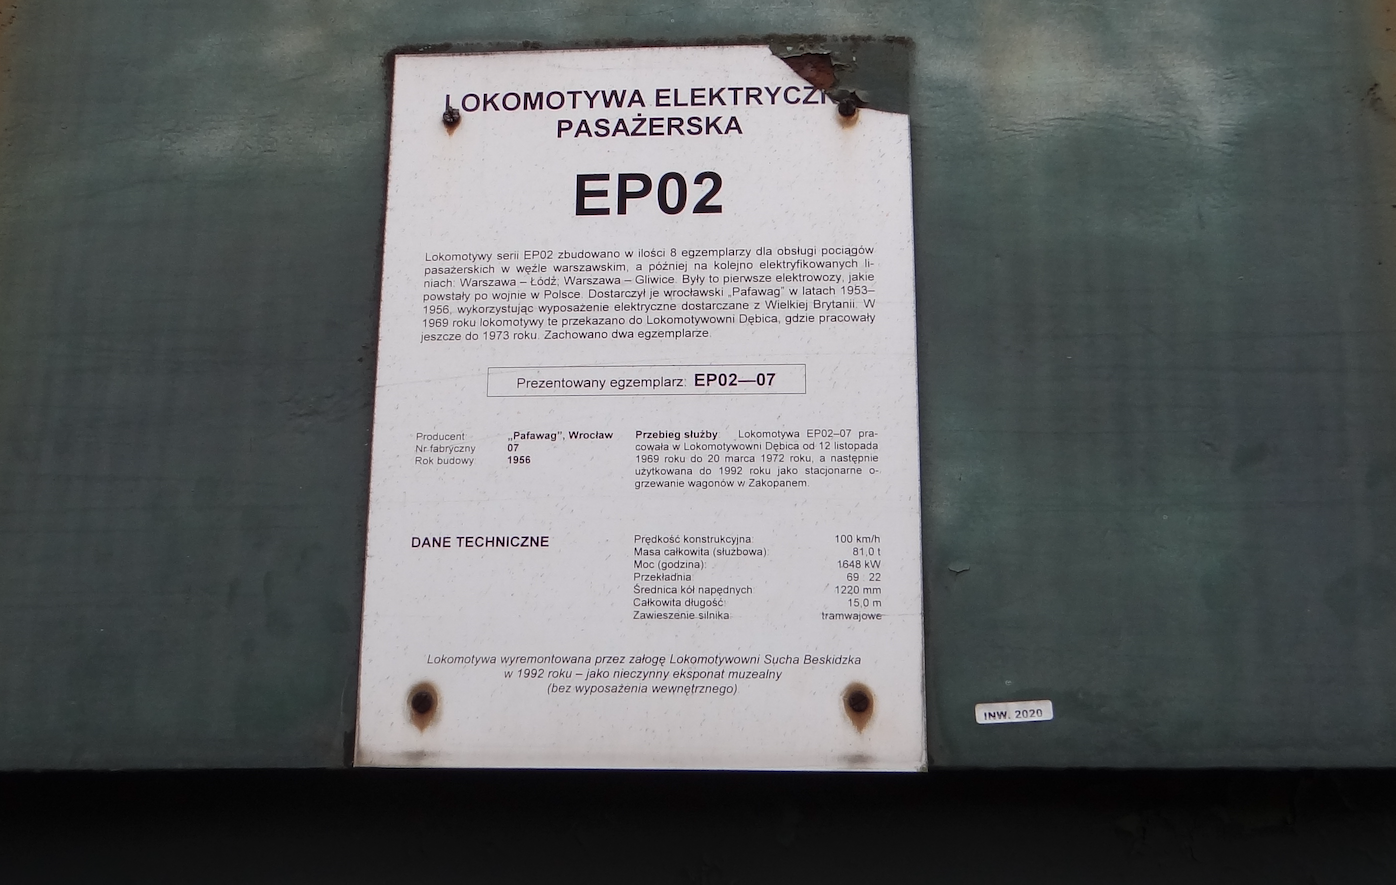 LOKOMOTYWA ELEKTRYCZN
PASAŻERSKA
EP02
Lokomotywy serii EP02 zbudowano w ilości 8 egzemplarzy dla obsługi pociągów
pasażerskich w węźle warszawskim, a później na kolejno elektryfikowanych li-
niach: Warszawa – Łódź; Warszawa – Gliwice. Były to pierwsze elektrowozy, jakie
powstały po wojnie w Polsce. Dostarczył je wrocławski „Pafawag” w latach 1953–
1956, wykorzystując wyposażenie elektryczne dostarczane z Wielkiej Brytanii. W
1969 roku lokomotywy te przekazano do Lokomotywowni Dębica, gdzie pracowały
jeszcze do 1973 roku. Zachowano dwa egzemplarze.
Prezentowany egzemplarz: EP02—07
Producent „Pafawag”, Wrocław
Nr fabryczny 07
Rok budowy 1956
Przebieg służby Lokomotywa EP02–07 pra-
cowała w Lokomotywowni Dębica od 12 listopada
1969 roku do 20 marca 1972 roku, a następnie
użytkowana do 1992 roku jako stacjonarne o-
grzewanie wagonów w Zakopanem.
DANE TECHNICZNE
Prędkość konstrukcyjna: 100 km/h
Masa całkowita (służbowa): 81,0 t
Moc (godzina): 1648 kW
Przekładnia: 69 : 22
Średnica kół napędnych: 1220 mm
Całkowita długość: 15,0 m
Zawieszenie silnika: tramwajowe
Lokomotywa wyremontowana przez załogę Lokomotywowni Sucha Beskidzka
w 1992 roku – jako nieczynny eksponat muzealny
(bez wyposażenia wewnętrznego)
INW. 2020